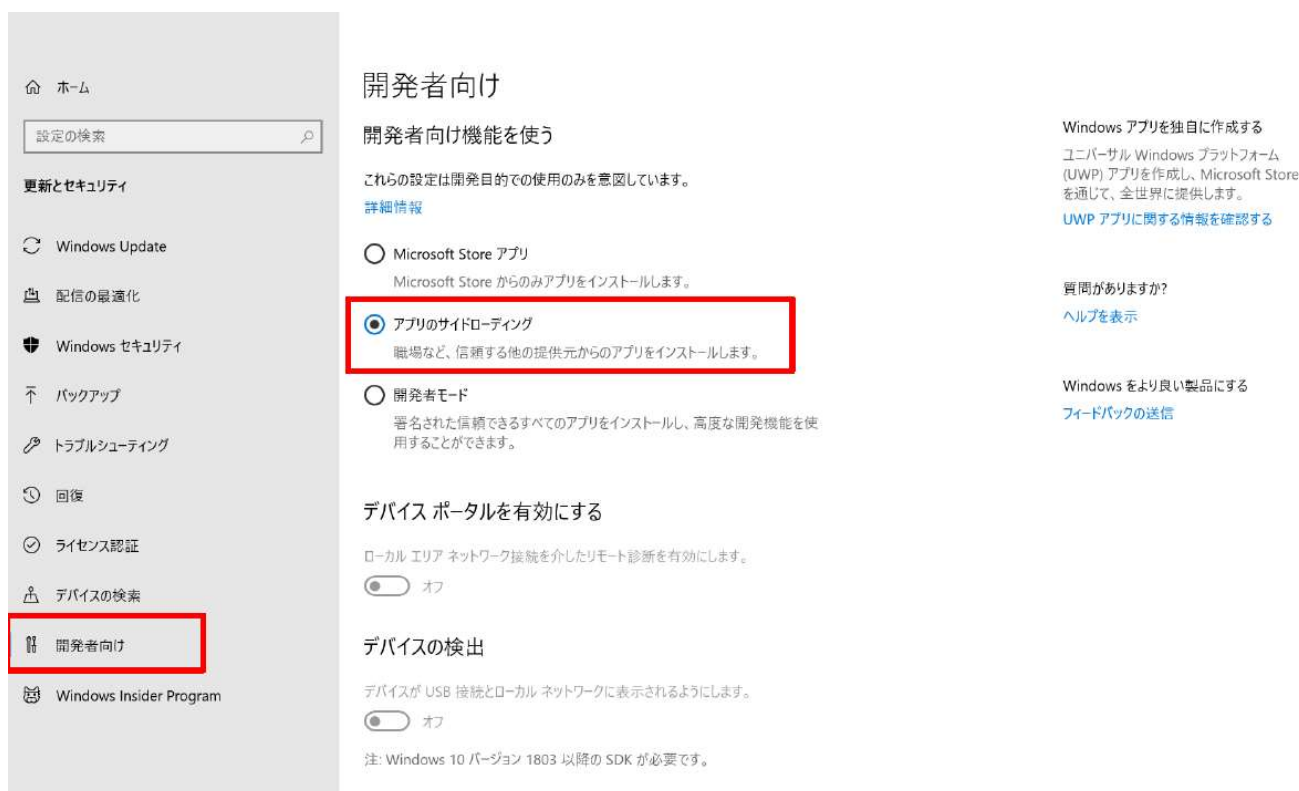 ホーム
設定の検索
更新とセキュリティ
Windows Update
配信の最適化
Windows セキュリティ
バックアップ
トラブルシューティング
回復
ライセンス認証
デバイスの検索
開発者向け
Windows Insider Program
開発者向け
開発者向け機能を使う
これらの設定は開発目的での使用のみを意図しています。
詳細情報
Microsoft Store アプリ
Microsoft Store からのみアプリをインストールします。
アプリのサイドローディング
職場など、信頼する他の提供元からのアプリをインストールします。
開発者モード
署名された信頼できるすべてのアプリをインストールし、高度な開発機能を使
用することができます。
デバイス ポータルを有効にする
ローカル エリア ネットワーク接続を介したリモート診断を有効にします。
オフ
デバイスの検出
デバイスが USB 接続とローカル ネットワークに表示されるようにします。
オフ
注: Windows 10 バージョン 1803 以降の SDK が必要です。
Windows アプリを独自に作成する
ユニバーサル Windows プラットフォーム
(UWP) アプリを作成し、Microsoft Store
を通じて、全世界に提供します。
UWP アプリに関する情報を確認する
質問がありますか?
ヘルプを表示
Windows をより良い製品にする
フィードバックの送信